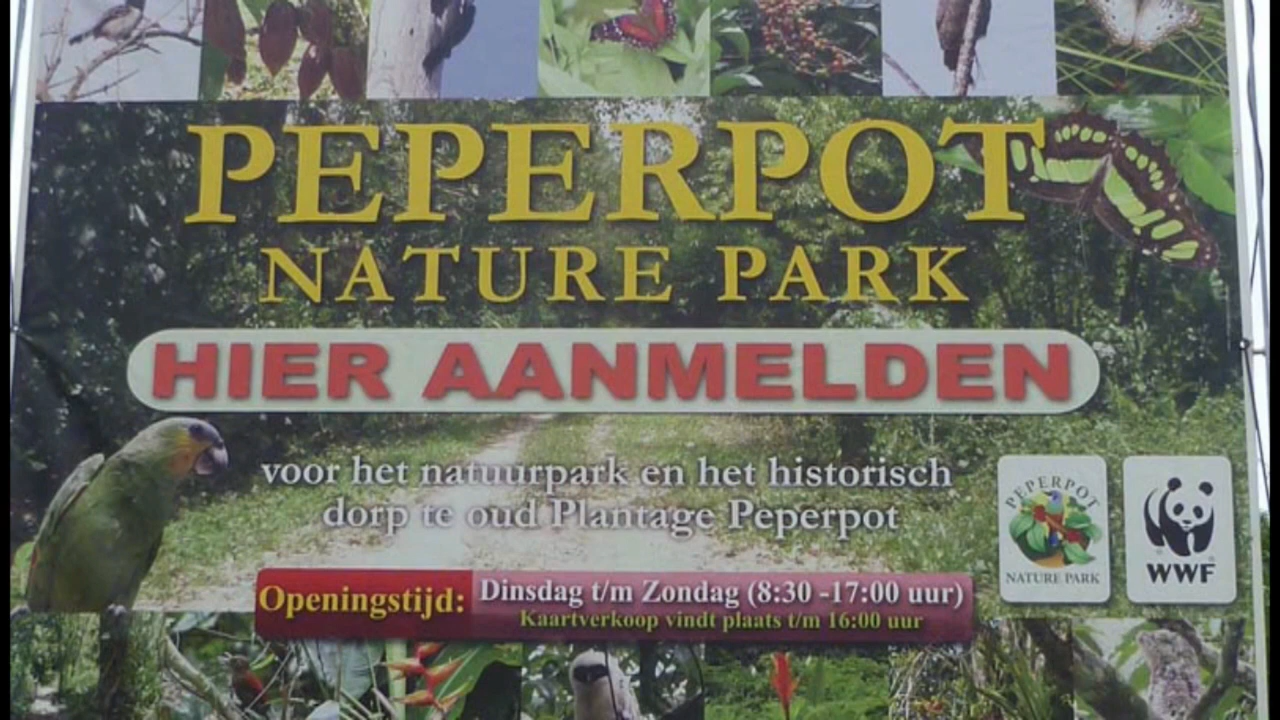 PEPERPOT
NATURE PARK
HIER AANMELDEN
voor het natuurpark en het historisch
dorp te oud Plantage Peperpot
PEPERPOT
NATURE PARK
WWF
Openingstijd: Dinsdag t/m Zondag (8:30 -17:00 uur)
Kaartverkoop vindt plaats t/m 16:00 uur